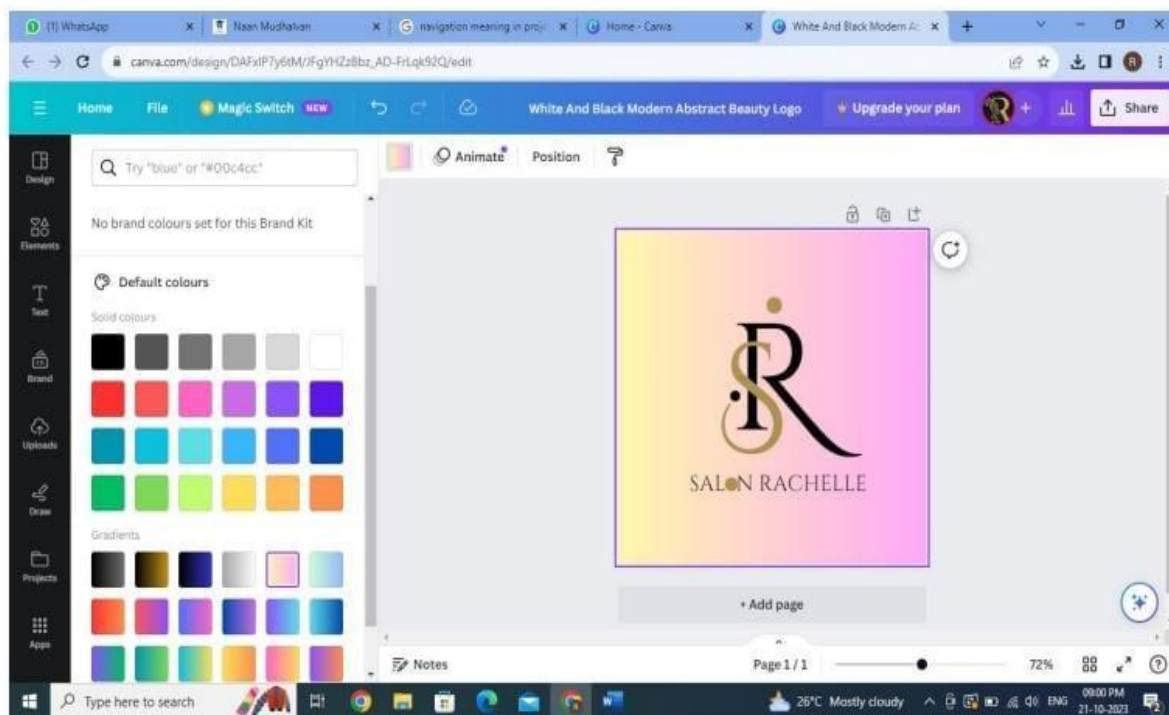 (1) WhatsApp
Naan Mudhalvan
navigation meaning in proje
Home - Canva
White And Black Modern A
canva.com/design/DAFxIP7y6tM/JFgYHZzBbz_AD-FrLqk92Q/edit
Home File Magic Switch NEW White And Black Modern Abstract Beauty Logo Upgrade your plan Share
Design
Elements
Text
Brand
Uploads
Draw
Projects
Apps
Try "blue" or "#00c4cc"
No brand colours set for this Brand Kit
Default colours
Solid colours
Gradients
Animate Position
SR
SALON RACHELLE
+ Add page
Notes Page 1 / 1 72%
Type here to search
26°C Mostly cloudy ENG
09:00 PM
21-10-2023